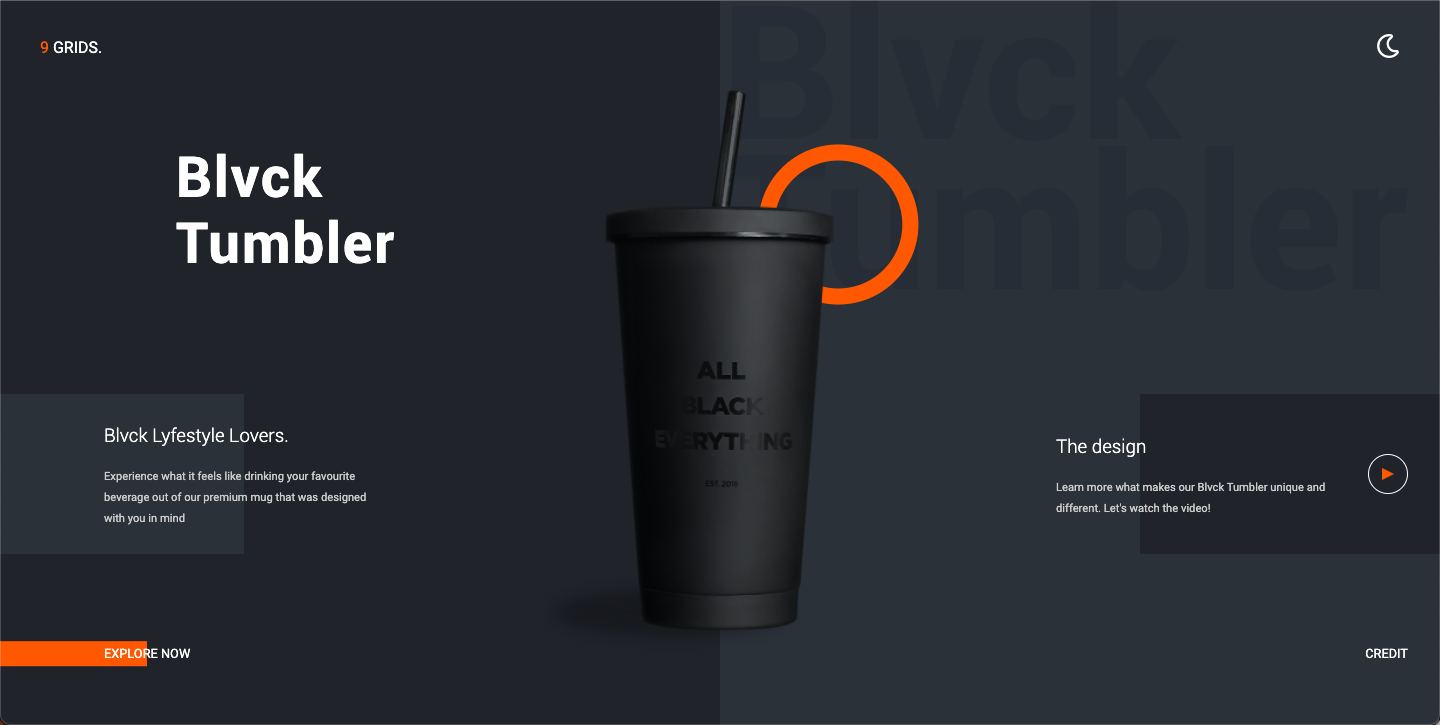 9 GRIDS.
Blvck
Tumbler
Blvck
Tumbler
ALL
BLACK
EVERYTHING
EST. 2016
Blvck Lyfestyle Lovers.
Experience what it feels like drinking your favourite
beverage out of our premium mug that was designed
with you in mind
The design
Learn more what makes our Blvck Tumbler unique and
different. Let's watch the video!
EXPLORE NOW
CREDIT